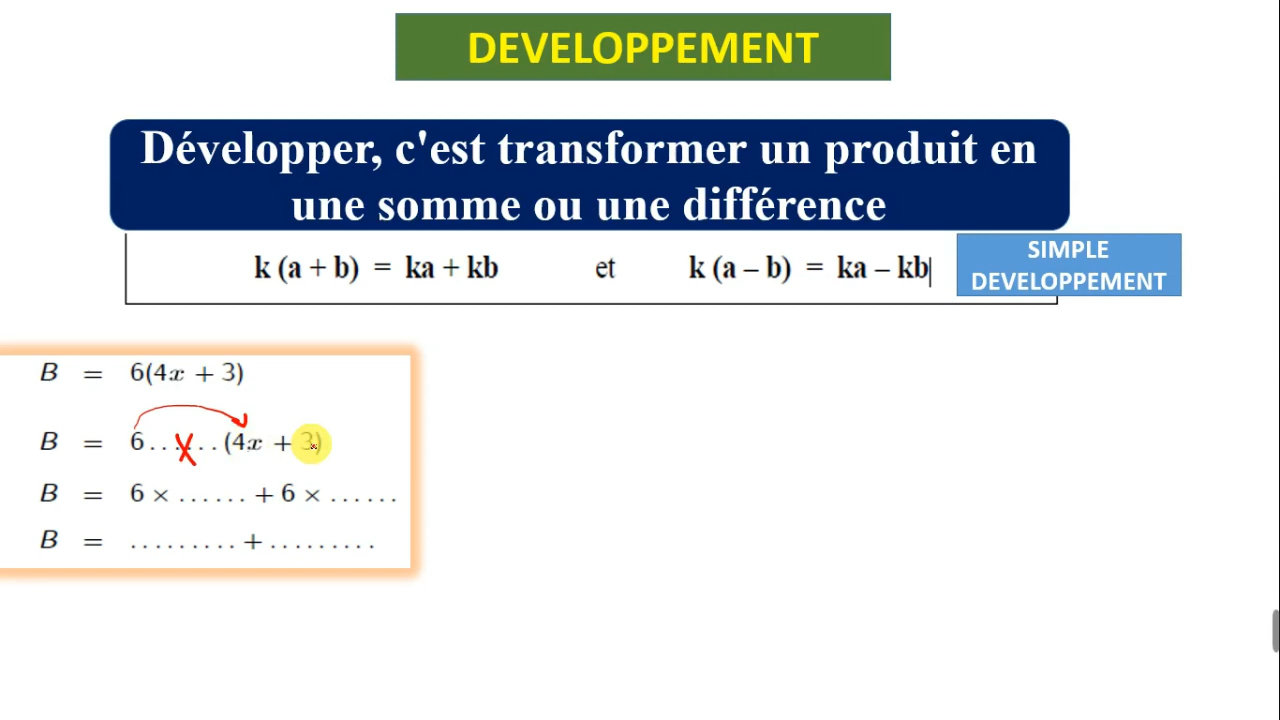 DEVELOPPEMENT
Développer, c'est transformer un produit en
une somme ou une différence
k (a + b) = ka + kb et k (a – b) = ka – kb
SIMPLE
DEVELOPPEMENT
B = 6(4x + 3)
B = 6 . . X . . (4x + 3)
B = 6 × . . . . . . + 6 × . . . . . .
B = . . . . . . . . . + . . . . . . . . .